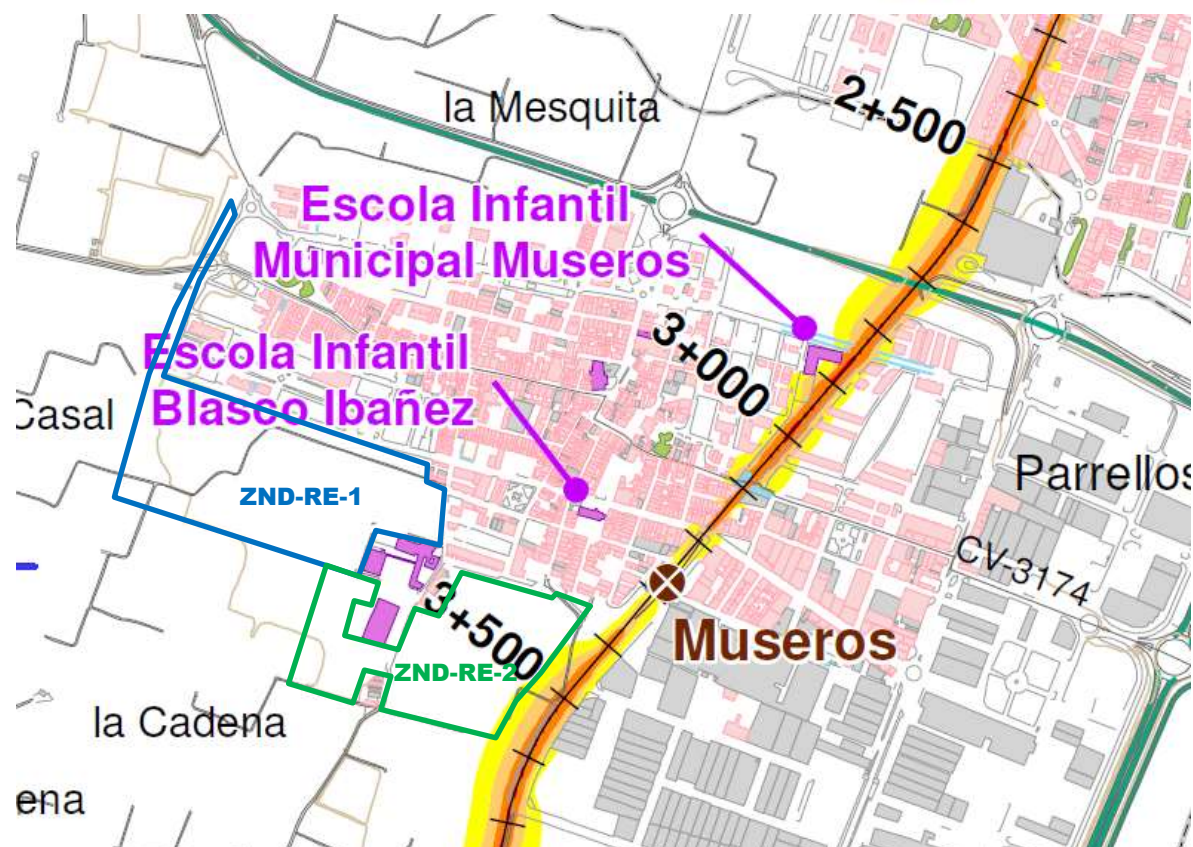 la Mesquita
2+500
Escola Infantil
Municipal Museros
3+000
Escola Infantil
Blasco Ibañez
Casal
Parrellos
ZND-RE-1
CV-3174
3+500
Museros
ZND-RE-2
la Cadena
ena